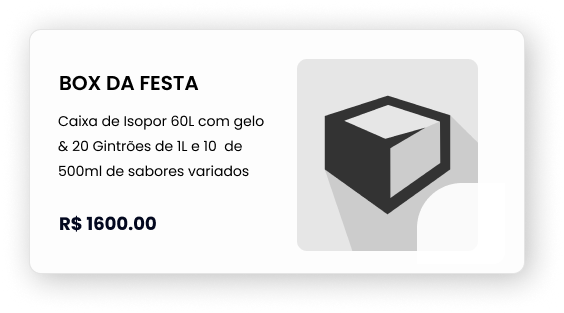 BOX DA FESTA
Caixa de Isopor 60L com gelo
& 20 Gintrões de 1L e 10  de
500ml de sabores variados
R$ 1600.00